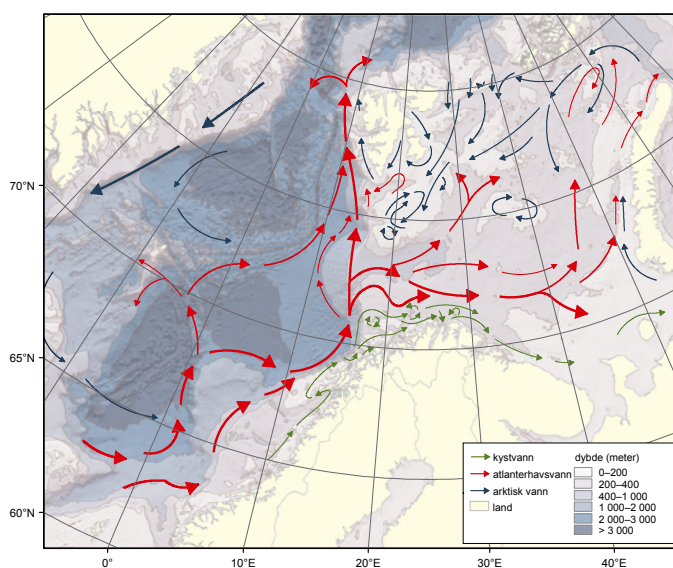 70°N
65°N
60°N
kystvann
atlanterhavsvann
arktisk vann
land
dybde (meter)
0–200
200–400
400–1 000
1 000–2 000
2 000–3 000
> 3 000
0°
10°E
20°E
30°E
40°E